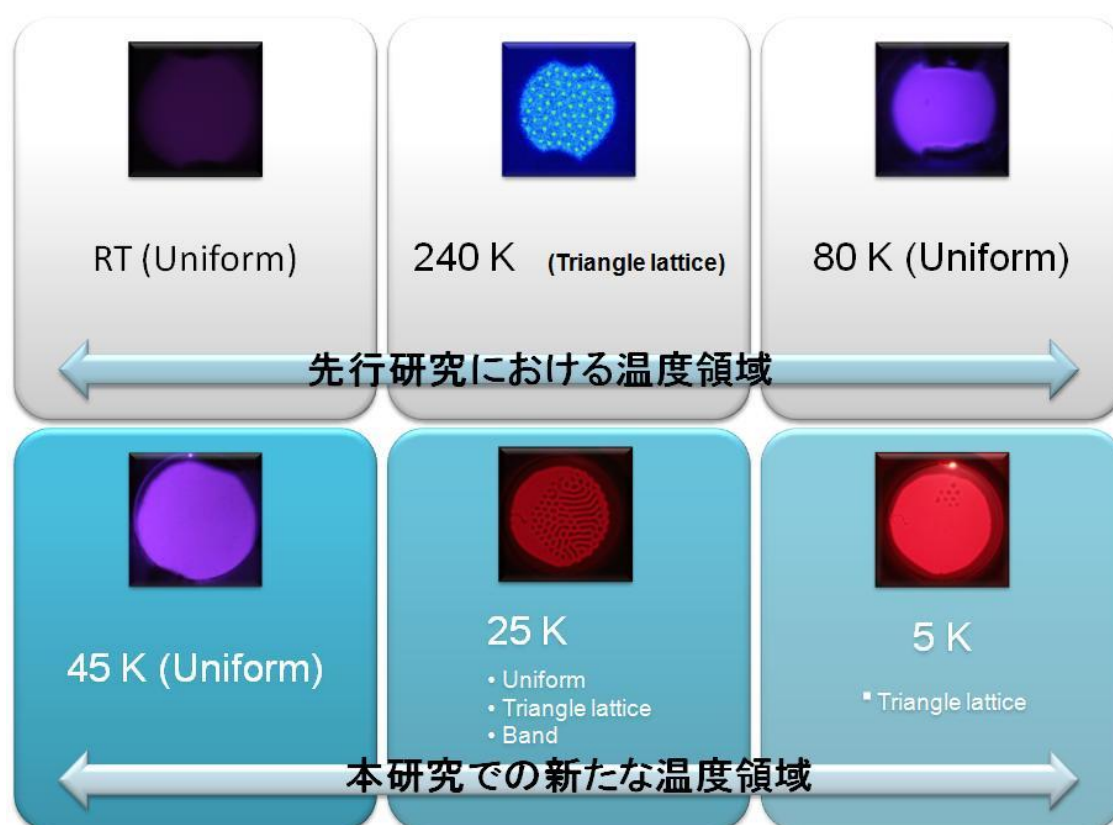 RT (Uniform)
240 K (Triangle lattice)
80 K (Uniform)
先行研究における温度領域
45 K (Uniform)
25 K
• Uniform
• Triangle lattice
• Band
5 K
▪ Triangle lattice
本研究での新たな温度領域